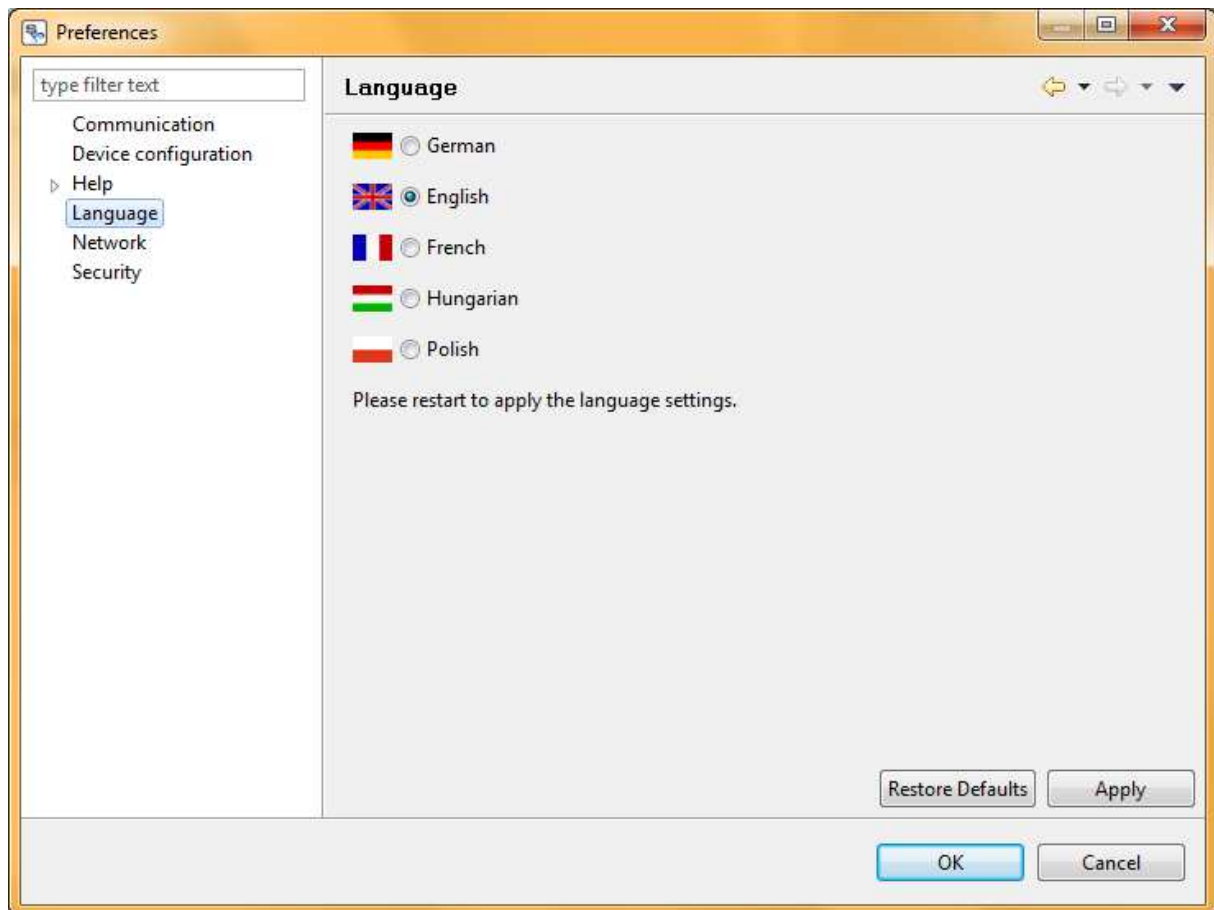 Preferences
type filter text
Communication
Device configuration
Help
Language
Network
Security
Language
German
English
French
Hungarian
Polish
Please restart to apply the language settings.
Restore Defaults
Apply
OK
Cancel